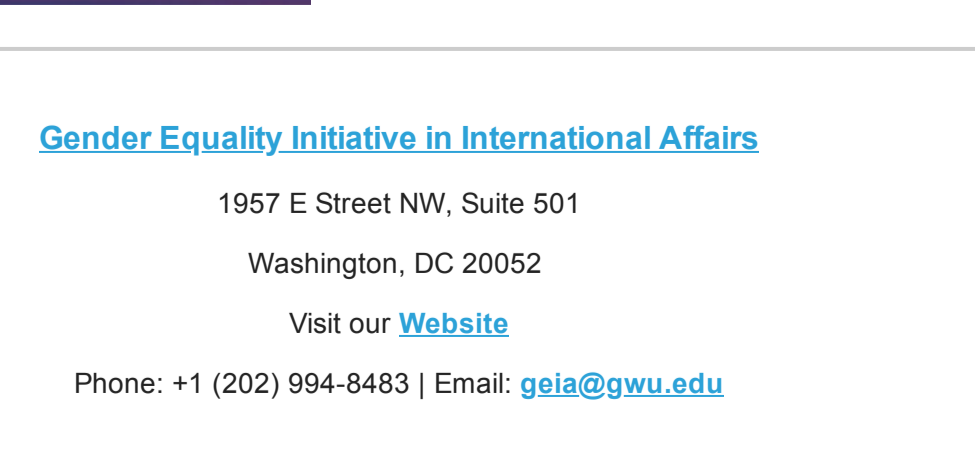 Gender Equality Initiative in International Affairs
1957 E Street NW, Suite 501
Washington, DC 20052
Visit our Website
Phone: +1 (202) 994-8483 | Email: geia@gwu.edu